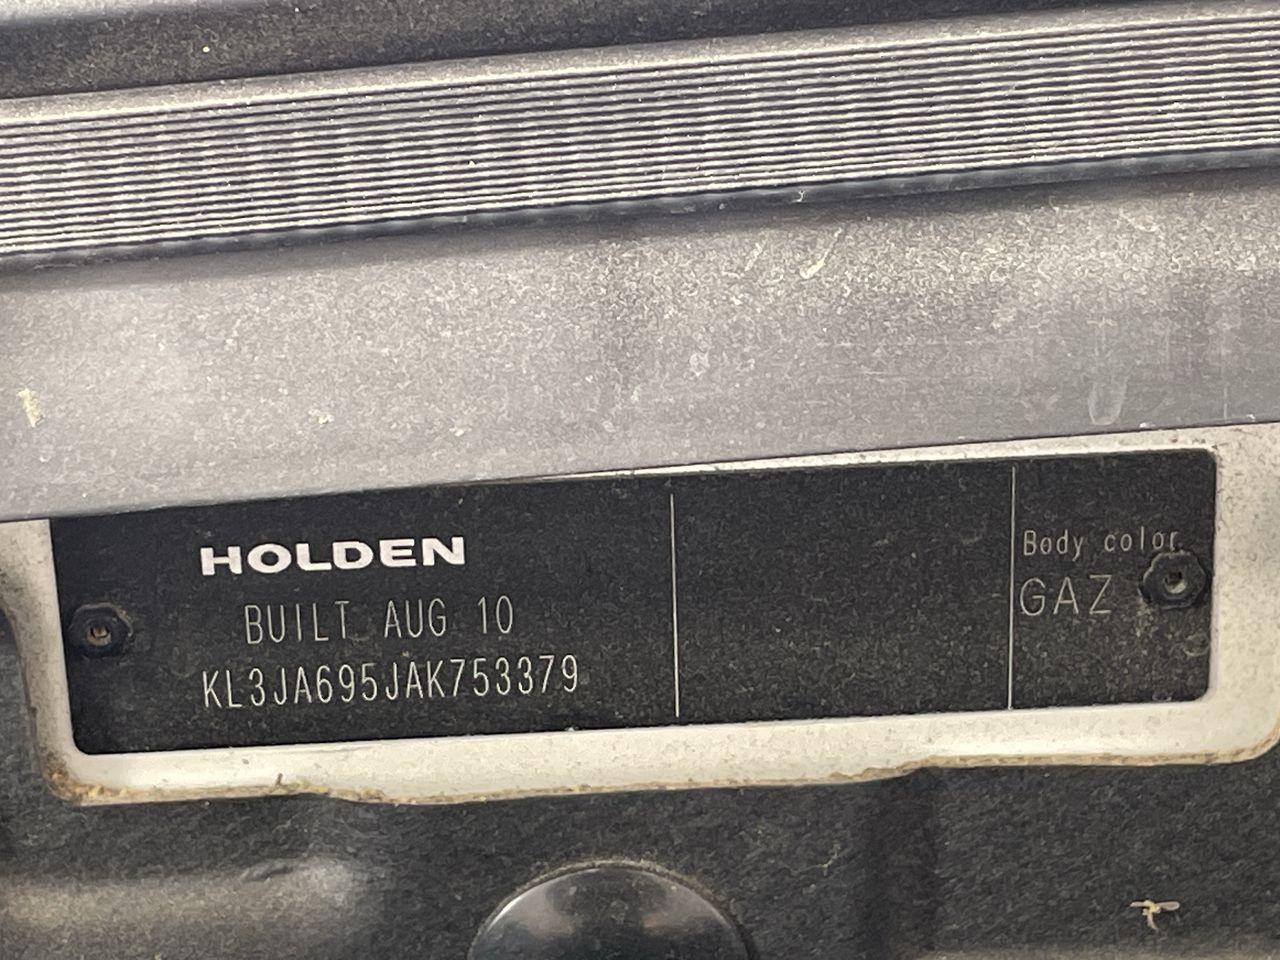 HOLDEN
BUILT AUG 10
KL3JA695JAK753379
Body color
GAZ